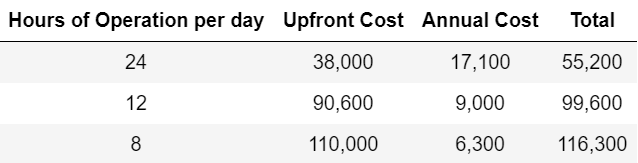 Hours of Operation per day Upfront Cost Annual Cost Total
24 38,000 17,100 55,200
12 90,600 9,000 99,600
8 110,000 6,300 116,300